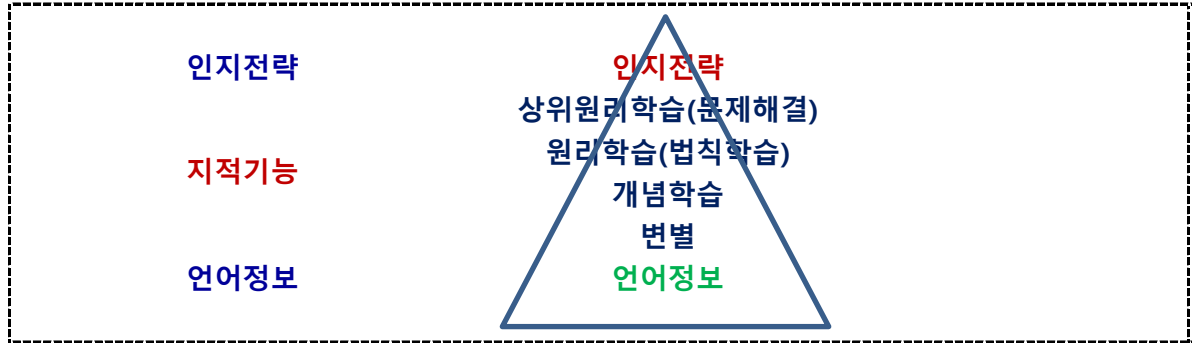 인지전략 인지전략
상위원리학습(문제해결)
원리학습(법칙학습)
지적기능
개념학습
변별
언어정보 언어정보